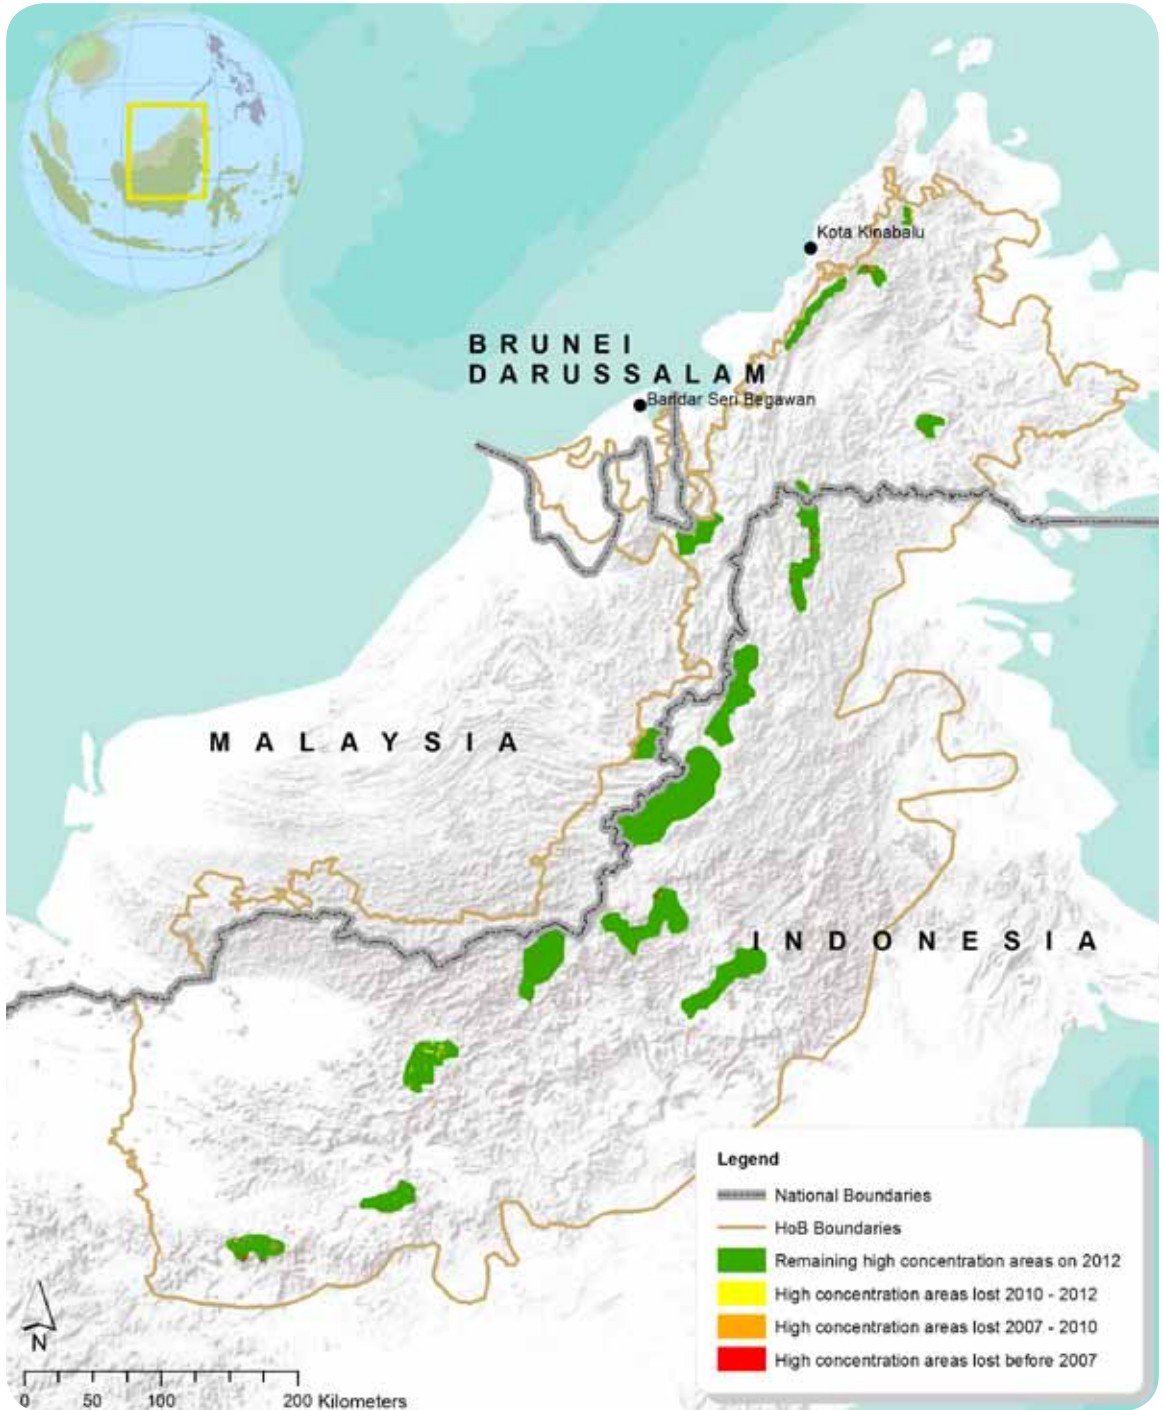 Kota Kinabalu
BRUNEI
DARUSSALAM
Bandar Seri Begawan
MALAYSIA
INDONESIA
Legend
National Boundaries
HoB Boundaries
Remaining high concentration areas on 2012
High concentration areas lost 2010 - 2012
High concentration areas lost 2007 - 2010
High concentration areas lost before 2007
N
0 50 100 200 Kilometers